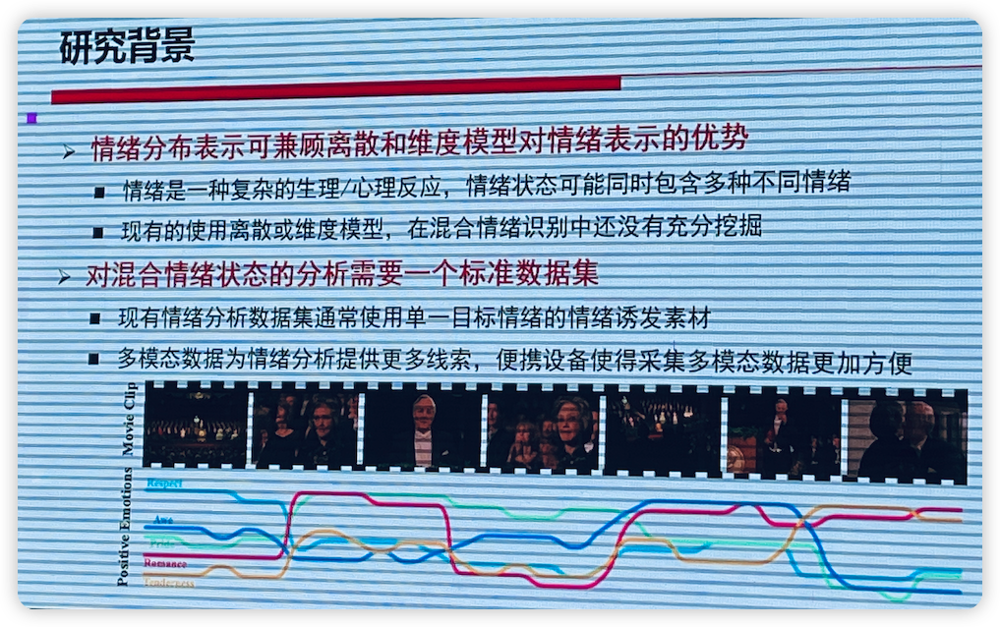 研究背景
情绪分布表示可兼顾离散和维度模型对情绪表示的优势
情绪是一种复杂的生理/心理反应，情绪状态可能同时包含多种不同情绪
现有的使用离散或维度模型，在混合情绪识别中还没有充分挖掘
对混合情绪状态的分析需要一个标准数据集
现有情绪分析数据集通常使用单一目标情绪的情绪诱发素材
多模态数据为情绪分析提供更多线索，便携设备使得采集多模态数据更加方便
Movie Clip
Positive Emotions
Respect
Awe
Pride
Romance
Tenderness